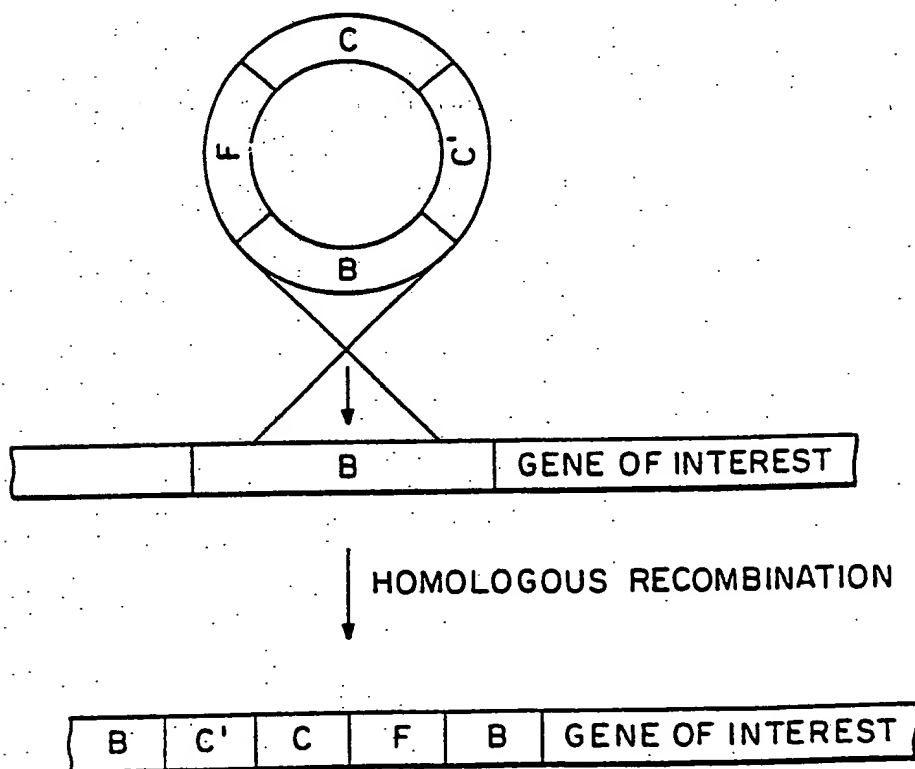 C
F
C'
B
B GENE OF INTEREST
HOMOLOGOUS RECOMBINATION
B C' C F B GENE OF INTEREST